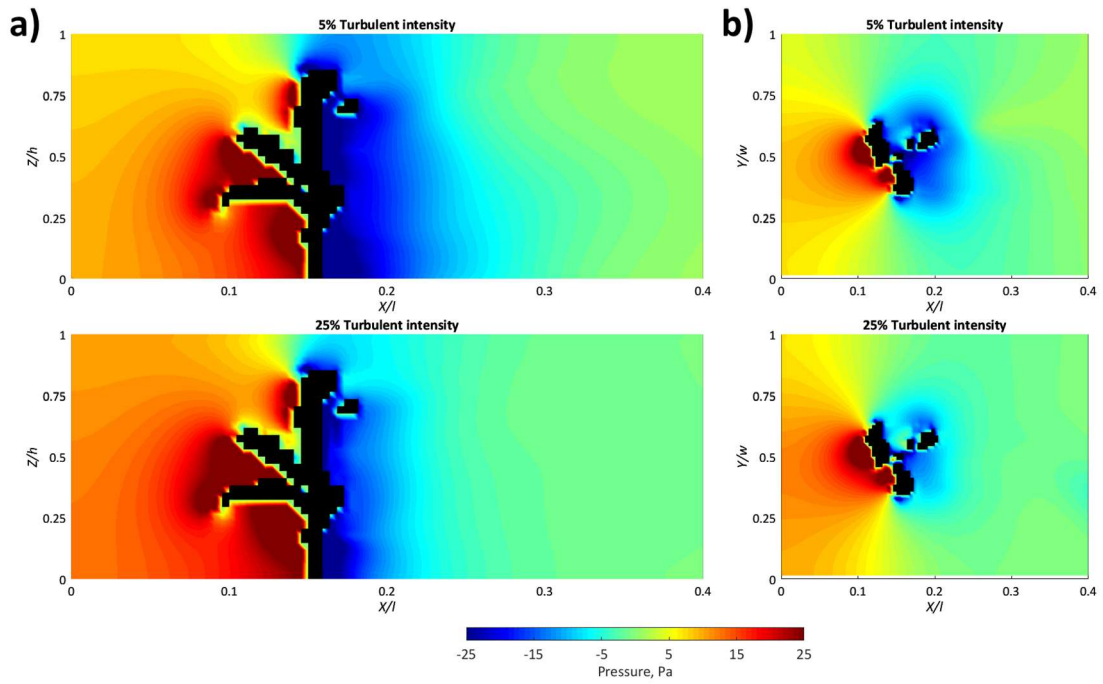 a)
5% Turbulent intensity
1
0.75
0.5
0.25
0
Z/h
0 0.1 0.2 0.3 0.4
X/l
b)
5% Turbulent intensity
1
0.75
0.5
0.25
0
Y/w
0 0.1 0.2 0.3 0.4
X/l
25% Turbulent intensity
1
0.75
0.5
0.25
0
Z/h
0 0.1 0.2 0.3 0.4
X/l
25% Turbulent intensity
1
0.75
0.5
0.25
0
Y/w
0 0.1 0.2 0.3 0.4
X/l
-25 -15 -5 5 15 25
Pressure, Pa